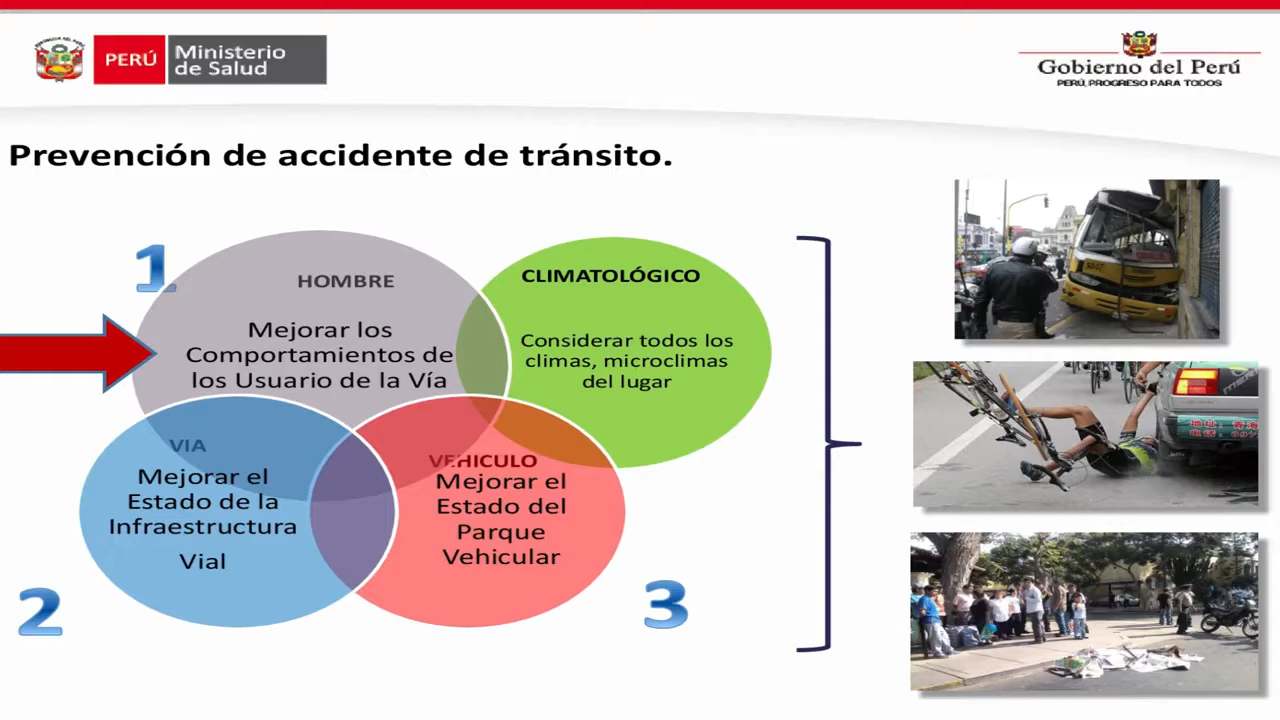 PERÚ
Ministerio
de Salud
Gobierno del Perú
PERÚ, PROGRESO PARA TODOS
Prevención de accidente de tránsito.
1
HOMBRE
Mejorar los
Comportamientos de
los Usuario de la Vía
CLIMATOLÓGICO
Considerar todos los
climas, microclimas
del lugar
VIA
Mejorar el
Estado de la
Infraestructura
Vial
VEHICULO
Mejorar el
Estado del
Parque
Vehicular
2
3